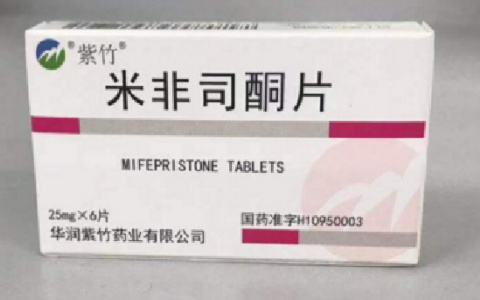 ®紫竹®
米非司酮片
MIFEPRISTONE TABLETS
25mg×6片
国药准字H10950003
华润紫竹药业有限公司